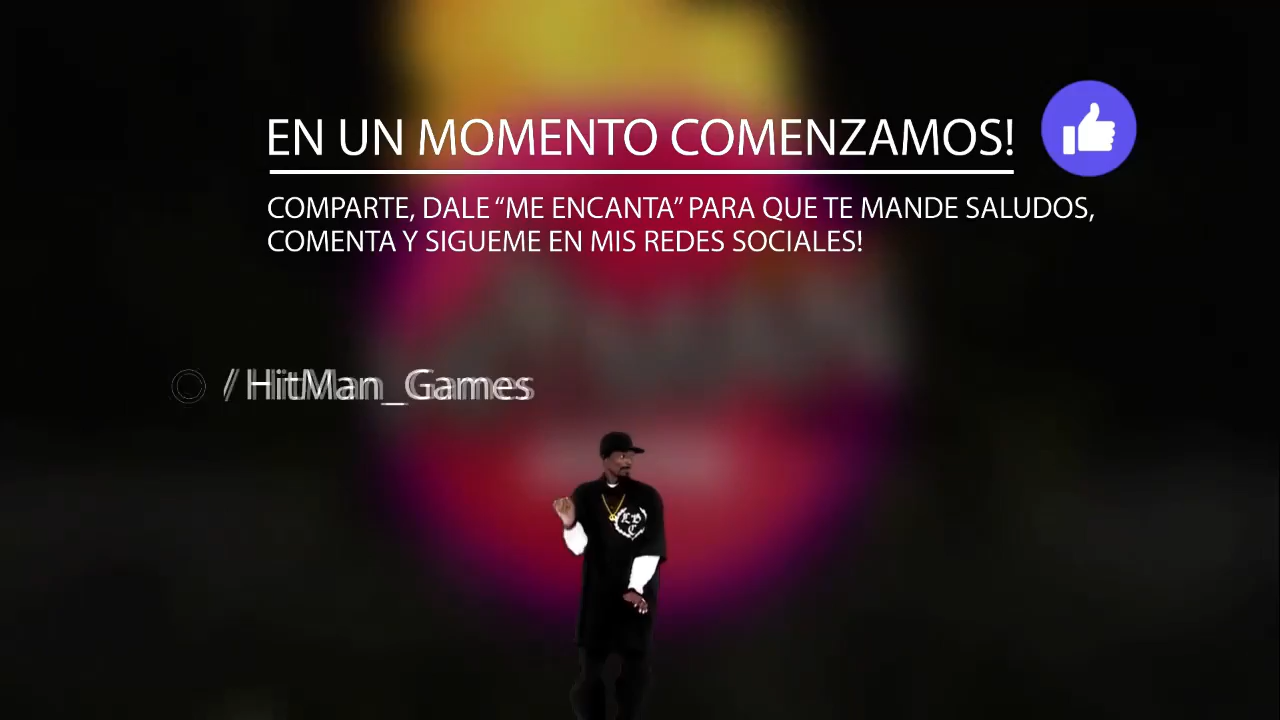 EN UN MOMENTO COMENZAMOS!
COMPARTE, DALE “ME ENCANTA” PARA QUE TE MANDE SALUDOS,
COMENTA Y SIGUEME EN MIS REDES SOCIALES!
/ HitMan_Games
LBC